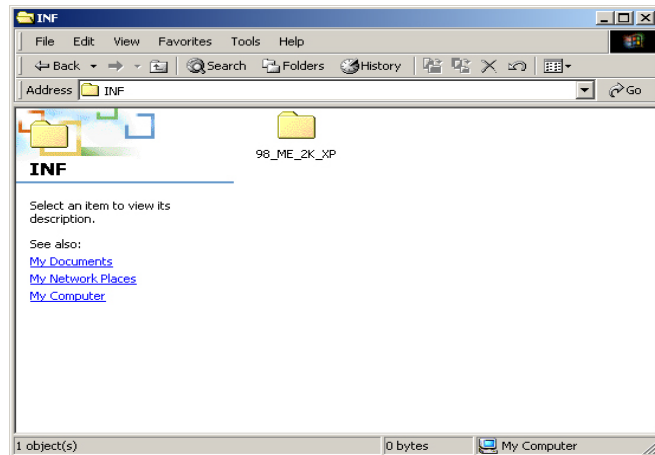 INF
File Edit View Favorites Tools Help
Back Search Folders History
Address INF Go
98_ME_2K_XP
INF
Select an item to view its
description.
See also:
My Documents
My Network Places
My Computer
1 object(s) 0 bytes My Computer